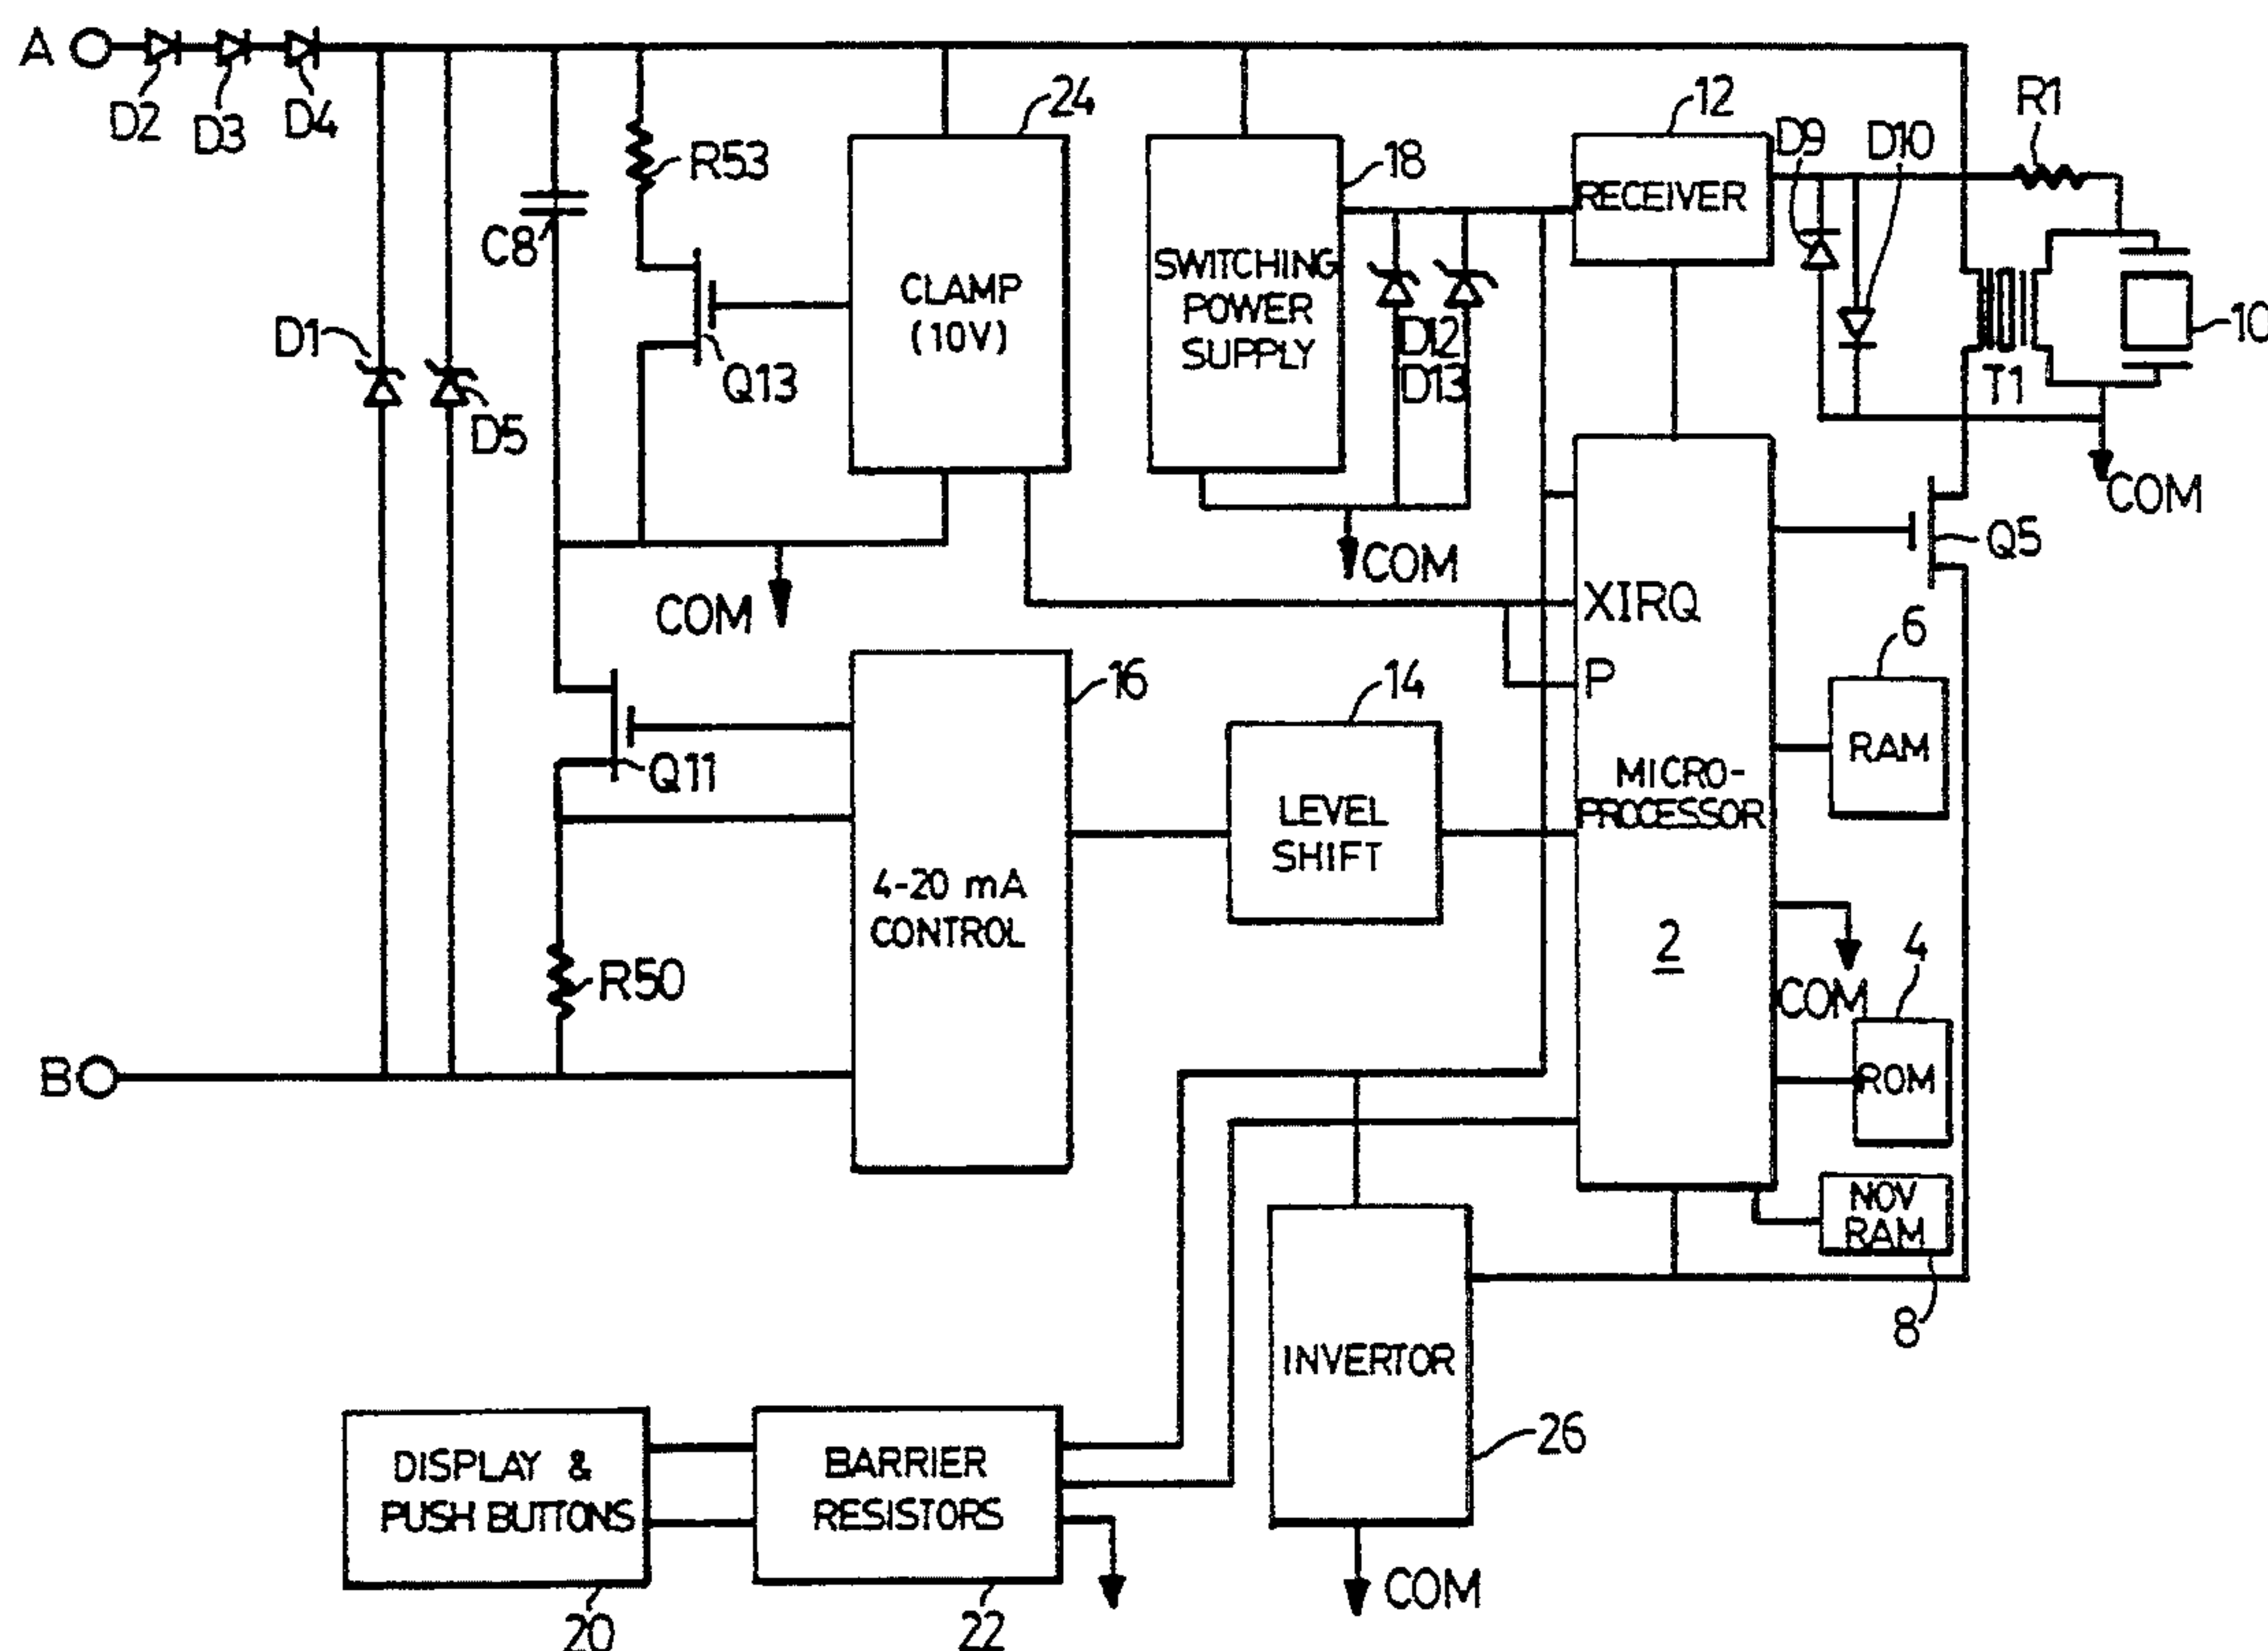 A
D2
D3
D4
24
12
R1
D9
D10
R53
18
RECEIVER
C8
SWITCHING
POWER
SUPPLY
CLAMP
(10V)
D1
D12
D13
10
Q13
T1
D5
COM
Q5
COM
COM
XIRQ
6
P
16
14
RAM
Q11
MICRO-
PROCESSOR
LEVEL
SHIFT
4-20 mA
CONTROL
2
4
R50
COM
ROM
B
NOV
RAM
8
INVERTOR
26
DISPLAY &
PUSH BUTTONS
BARRIER
RESISTORS
COM
20
22